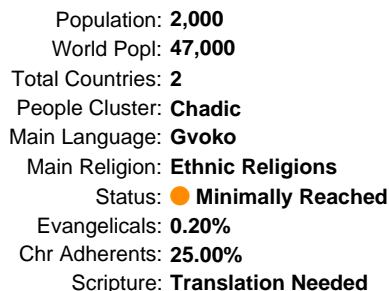 Population: 2,000
World Popl: 47,000
Total Countries: 2
People Cluster: Chadic
Main Language: Gvoko
Main Religion: Ethnic Religions
Status: Minimally Reached
Evangelicals: 0.20%
Chr Adherents: 25.00%
Scripture: Translation Needed